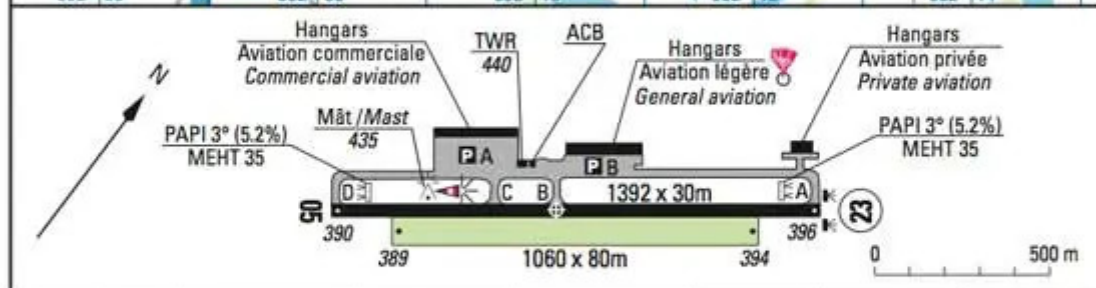 Hangars
Aviation commerciale
Commercial aviation
TWR
440
ACB
Hangars
Aviation légère
General aviation
Hangars
Aviation privée
Private aviation
N
PAPI 3° (5.2%)
MEHT 35
Mât / Mast
435
PAPI 3° (5.2%)
MEHT 35
P A
P B
D
C
B
1392 x 30m
A
05
23
390
396
389
1060 x 80m
394
0
500 m